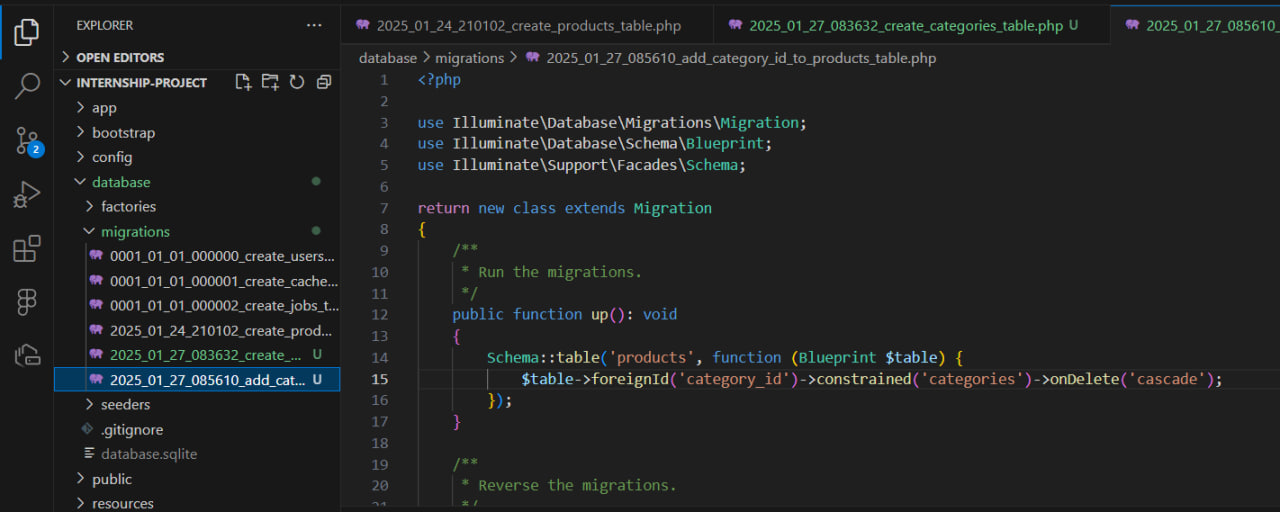 EXPLORER
...
OPEN EDITORS
INTERNSHIP-PROJECT
app
bootstrap
config
database
factories
migrations
0001_01_01_000000_create_users...
0001_01_01_000001_create_cache...
0001_01_01_000002_create_jobs_t...
2025_01_24_210102_create_prod...
2025_01_27_083632_create_... U
2025_01_27_085610_add_cat... U
seeders
.gitignore
database.sqlite
public
resources
2
2025_01_24_210102_create_products_table.php
2025_01_27_083632_create_categories_table.php U
2025_01_27_085610_
database > migrations > 2025_01_27_085610_add_category_id_to_products_table.php
1 <?php
2
3 use Illuminate\Database\Migrations\Migration;
4 use Illuminate\Database\Schema\Blueprint;
5 use Illuminate\Support\Facades\Schema;
6
7 return new class extends Migration
8 {
9 /**
10 * Run the migrations.
11 */
12 public function up(): void
13 {
14 Schema::table('products', function (Blueprint $table) {
15 $table->foreignId('category_id')->constrained('categories')->onDelete('cascade');
16 });
17 }
18
19 /**
20 * Reverse the migrations.
21 */